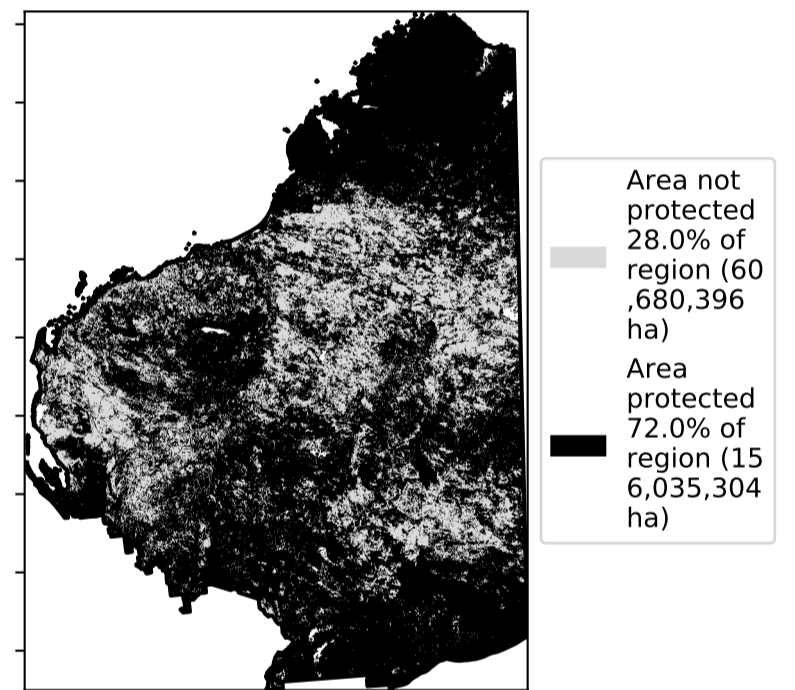 Area not
protected
28.0% of
region (60
,680,396
ha)
Area
protected
72.0% of
region (15
6,035,304
ha)